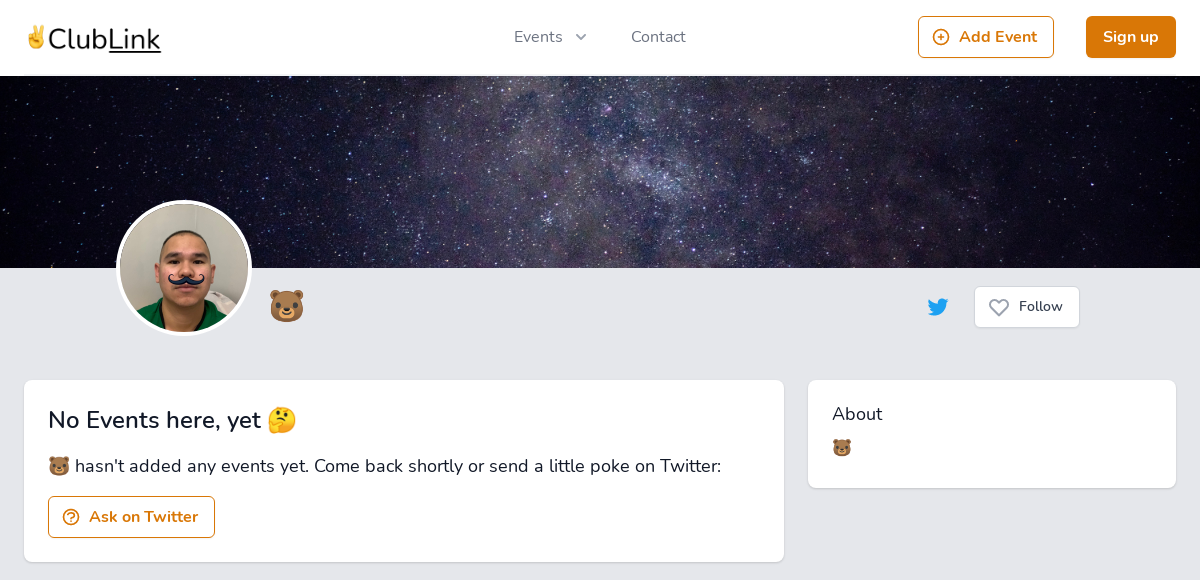 ✌️ClubLink
Events
Contact
Add Event
Sign up
🐻
Follow
No Events here, yet 🤔
🐻 hasn't added any events yet. Come back shortly or send a little poke on Twitter:
Ask on Twitter
About
🐻